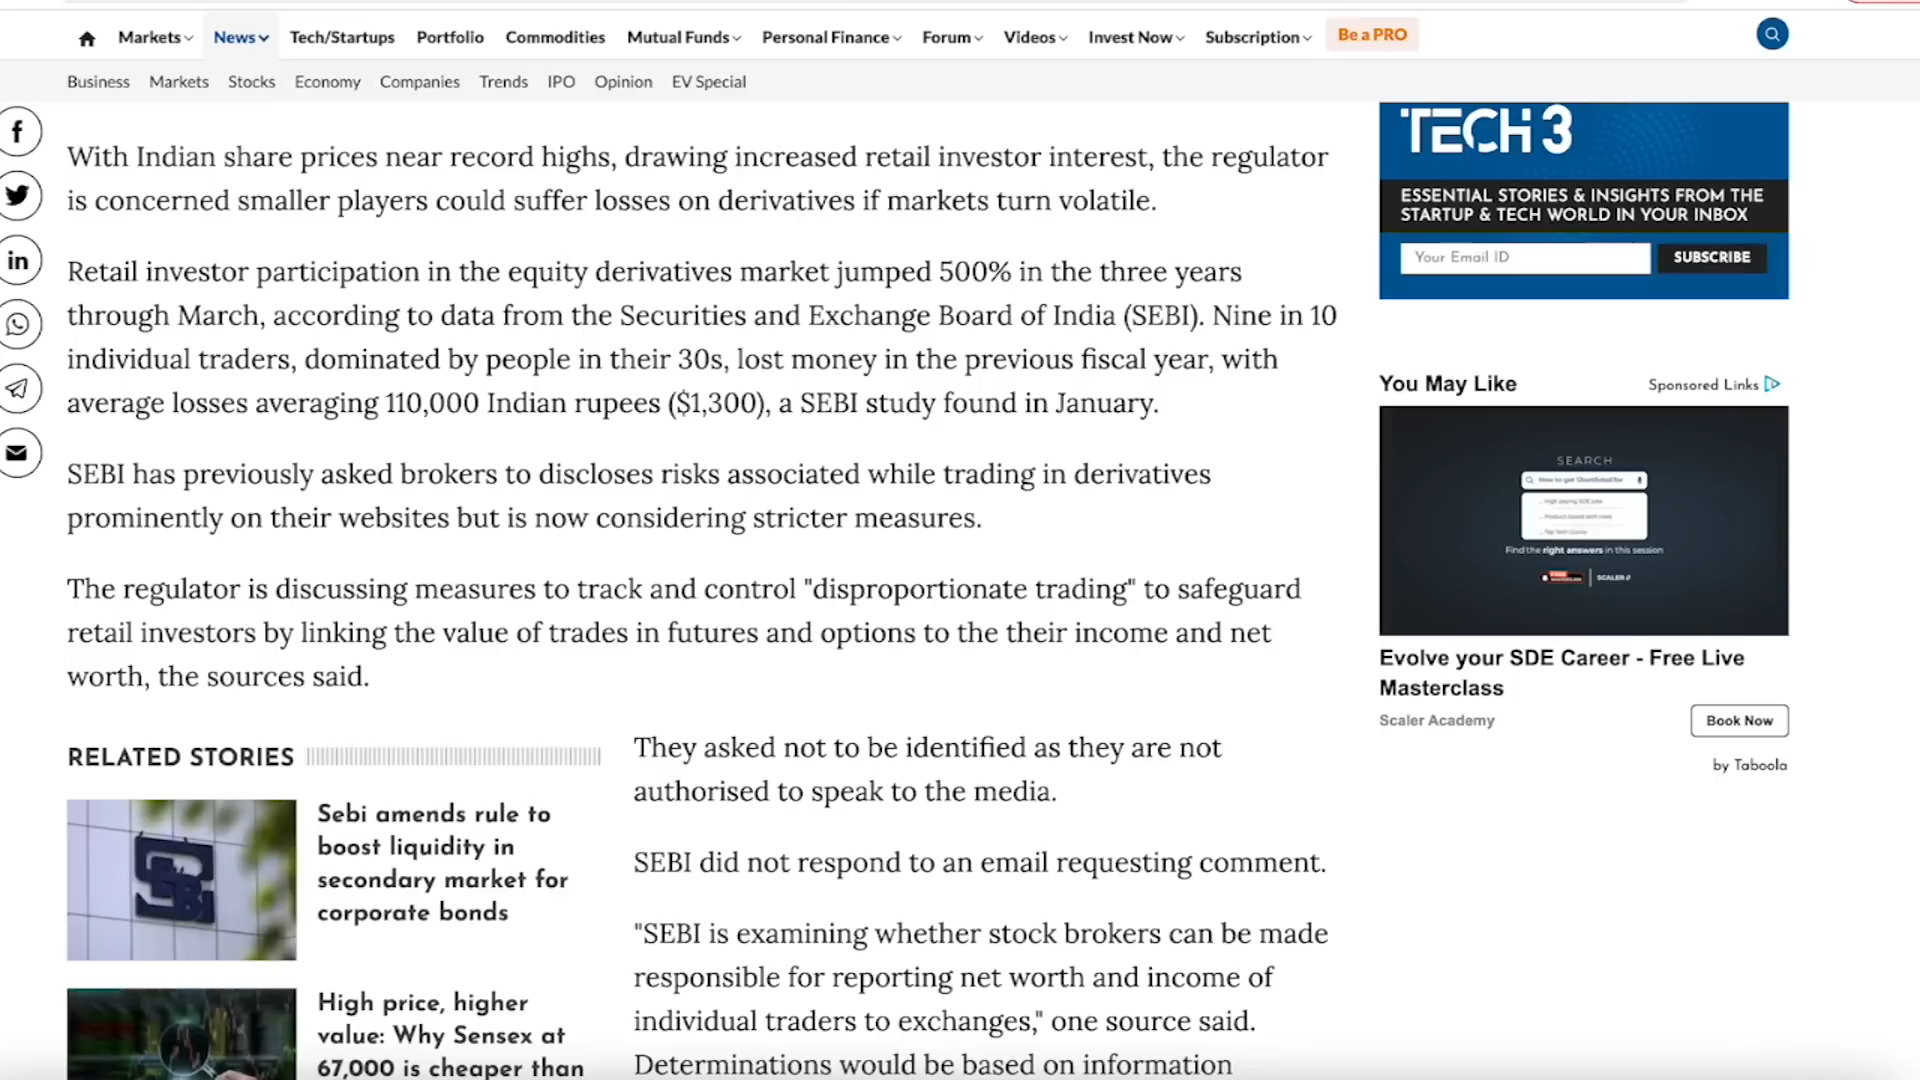 Markets
News
Tech/Startups
Portfolio
Commodities
Mutual Funds
Personal Finance
Forum
Videos
Invest Now
Subscription
Be a PRO
Business
Markets
Stocks
Economy
Companies
Trends
IPO
Opinion
EV Special
With Indian share prices near record highs, drawing increased retail investor interest, the regulator
is concerned smaller players could suffer losses on derivatives if markets turn volatile.
Retail investor participation in the equity derivatives market jumped 500% in the three years
through March, according to data from the Securities and Exchange Board of India (SEBI). Nine in 10
individual traders, dominated by people in their 30s, lost money in the previous fiscal year, with
average losses averaging 110,000 Indian rupees ($1,300), a SEBI study found in January.
SEBI has previously asked brokers to discloses risks associated while trading in derivatives
prominently on their websites but is now considering stricter measures.
The regulator is discussing measures to track and control "disproportionate trading" to safeguard
retail investors by linking the value of trades in futures and options to the their income and net
worth, the sources said.
RELATED STORIES
SEBI
Sebi amends rule to
boost liquidity in
secondary market for
corporate bonds
High price, higher
value: Why Sensex at
67,000 is cheaper than
They asked not to be identified as they are not
authorised to speak to the media.
SEBI did not respond to an email requesting comment.
"SEBI is examining whether stock brokers can be made
responsible for reporting net worth and income of
individual traders to exchanges," one source said.
Determinations would be based on information
TECH 3
ESSENTIAL STORIES & INSIGHTS FROM THE
STARTUP & TECH WORLD IN YOUR INBOX
Your Email ID
SUBSCRIBE
You May Like
Sponsored Links
SEARCH
Find the right answers in this session
SCALER
Evolve your SDE Career - Free Live
Masterclass
Scaler Academy
Book Now
by Taboola